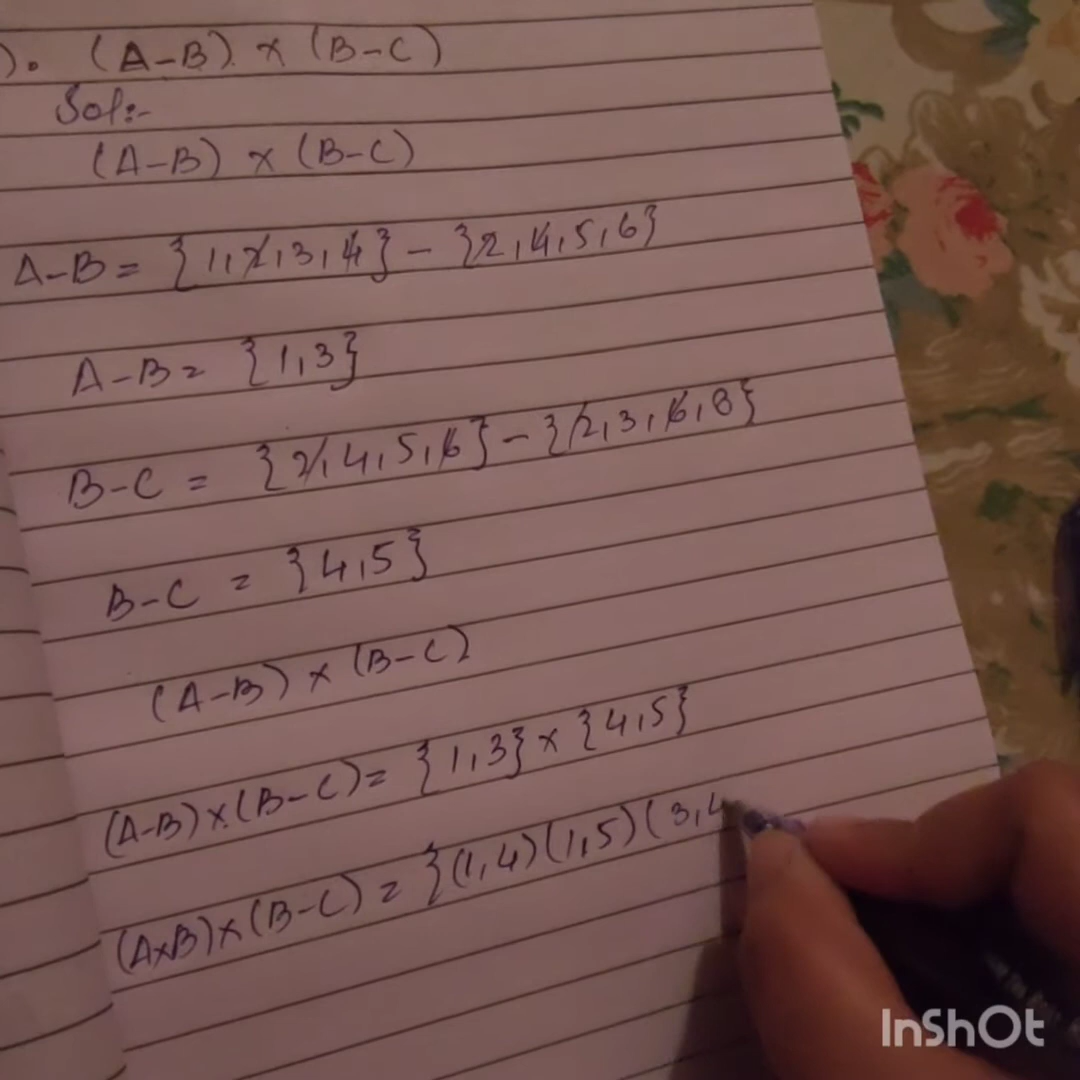 ). (A-B) × (B-C)
Sol:-
(A-B) × (B-C)
A-B = {1,2,3,4} - {2,4,5,6}
A-B = {1,3}
B-C = {2,4,5,6} - {2,3,6,8}
B-C = {4,5}
(A-B) × (B-C)
(A-B)×(B-C) = {1,3} × {4,5}
(A×B)×(B-C) = {(1,4)(1,5)(3,4
InShOt